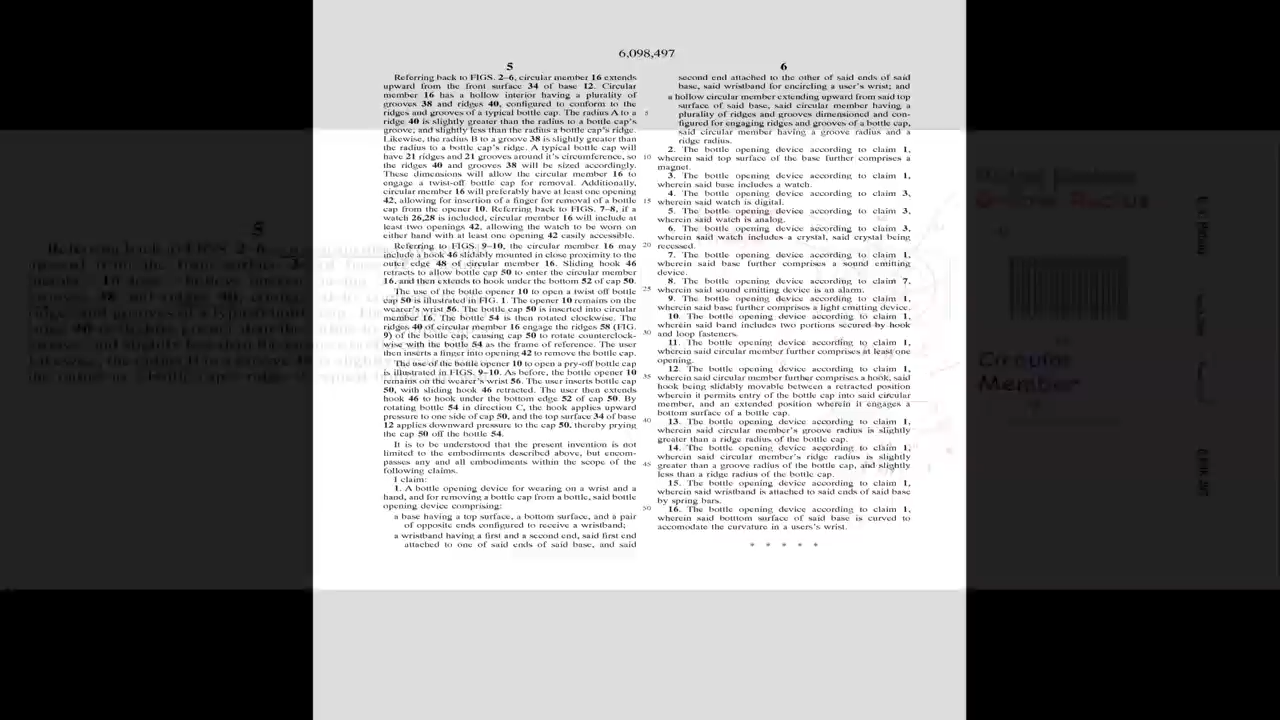 6,098,497
5
Referring back to FIGS. 2–6, circular member 16 extends
upward from the front surface 34 of base 12. Circular
member 16 has a hollow interior having a plurality of
grooves 38 and ridges 40, configured to conform to the
ridges and grooves of a typical bottle cap. The radius A to a
ridge 40 is slightly greater than the radius to a bottle cap's
groove, and slightly less than the radius a bottle cap's ridge.
Likewise, the radius B to a groove 38 is slightly greater than
the radius to a bottle cap's ridge. A typical bottle cap will
have 21 ridges and 21 grooves around it's circumference, so
the ridges 40 and grooves 38 will be sized accordingly.
These dimensions will allow the circular member 16 to
engage a twist-off bottle cap for removal. Additionally,
circular member 16 will preferably have at least one opening
42, allowing for insertion of a finger for removal of a bottle
cap from the opener 10. Referring back to FIGS. 7–8, if a
watch 26,28 is included, circular member 16 will include at
least two openings 42, allowing the watch to be worn on
either hand with at least one opening 42 easily accessible.
Referring to FIGS. 9–10, the circular member 16 may
include a hook 46 slidably mounted in close proximity to the
outer edge 48 of circular member 16. Sliding hook 46
retracts to allow bottle cap 50 to enter the circular member
16, and then extends to hook under the bottom 52 of cap 50.
The use of the bottle opener 10 to open a twist off bottle
cap 50 is illustrated in FIG. 1. The opener 10 remains on the
wearer's wrist 56. The bottle cap 50 is inserted into circular
member 16. The bottle 54 is then rotated clockwise. The
ridges 40 of circular member 16 engage the ridges 58 (FIG.
9) of the bottle cap, causing cap 50 to rotate counterclock-
wise with the bottle 54 as the frame of reference. The user
then inserts a finger into opening 42 to remove the bottle cap.
The use of the bottle opener 10 to open a pry-off bottle cap
is illustrated in FIGS. 9–10. As before, the bottle opener 10
remains on the wearer's wrist 56. The user inserts bottle cap
50, with sliding hook 46 retracted. The user then extends
hook 46 to hook under the bottom edge 52 of cap 50. By
rotating bottle 54 in direction C, the hook applies upward
pressure to one side of cap 50, and the top surface 34 of base
12 applies downward pressure to the cap 50, thereby prying
the cap 50 off the bottle 54.
It is to be understood that the present invention is not
limited to the embodiments described above, but encom-
passes any and all embodiments within the scope of the
following claims.
I claim:
1. A bottle opening device for wearing on a wrist and a
hand, and for removing a bottle cap from a bottle, said bottle
opening device comprising:
a base having a top surface, a bottom surface, and a pair
of opposite ends configured to receive a wristband;
a wristband having a first and a second end, said first end
attached to one of said ends of said base, and said
5
10
15
20
25
30
35
40
45
50
6
second end attached to the other of said ends of said
base, said wristband for encircling a user's wrist; and
a hollow circular member extending upward from said top
surface of said base, said circular member having a
plurality of ridges and grooves dimensioned and con-
figured for engaging ridges and grooves of a bottle cap,
said circular member having a groove radius and a
ridge radius.
2. The bottle opening device according to claim 1,
wherein said top surface of the base further comprises a
magnet.
3. The bottle opening device according to claim 1,
wherein said base includes a watch.
4. The bottle opening device according to claim 3,
wherein said watch is digital.
5. The bottle opening device according to claim 3,
wherein said watch is analog.
6. The bottle opening device according to claim 3,
wherein said watch includes a crystal, said crystal being
recessed.
7. The bottle opening device according to claim 1,
wherein said base further comprises a sound emitting
device.
8. The bottle opening device according to claim 7,
wherein said sound emitting device is an alarm.
9. The bottle opening device according to claim 1,
wherein said base further comprises a light emitting device.
10. The bottle opening device according to claim 1,
wherein said band includes two portions secured by hook
and loop fasteners.
11. The bottle opening device according to claim 1,
wherein said circular member further comprises at least one
opening.
12. The bottle opening device according to claim 1,
wherein said circular member further comprises a hook, said
hook being slidably movable between a retracted position
wherein it permits entry of the bottle cap into said circular
member, and an extended position wherein it engages a
bottom surface of a bottle cap.
13. The bottle opening device according to claim 1,
wherein said circular member's groove radius is slightly
greater than a ridge radius of the bottle cap.
14. The bottle opening device according to claim 1,
wherein said circular member's ridge radius is slightly
greater than a groove radius of the bottle cap, and slightly
less than a ridge radius of the bottle cap.
15. The bottle opening device according to claim 1,
wherein said wristband is attached to said ends of said base
by spring bars.
16. The bottle opening device according to claim 1,
wherein said botttom surface of said base is curved to
accomodate the curvature in a users's wrist.
* * * * *
Circular
Member